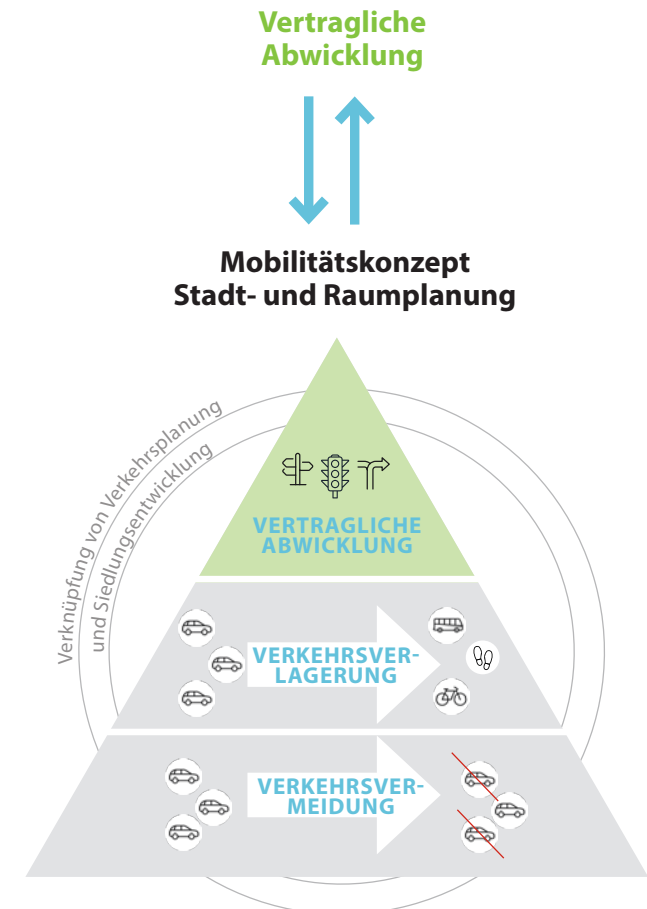 Vertragliche
Abwicklung
Mobilitätskonzept
Stadt- und Raumplanung
Verknüpfung von Verkehrsplanung
und Siedlungsentwicklung
VERTRAGLICHE
ABWICKLUNG
VERKEHRSVER-
LAGERUNG
VERKEHRSVER-
MEIDUNG